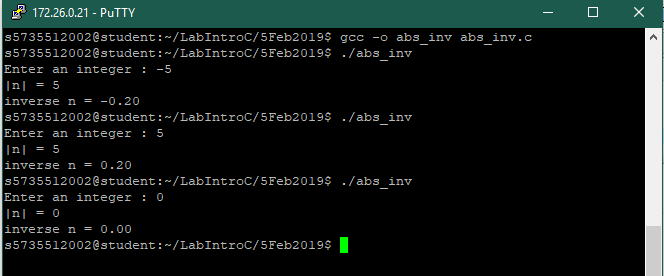 172.26.0.21 - PuTTY
s5735512002@student:~/LabIntroC/5Feb2019$ gcc -o abs_inv abs_inv.c
s5735512002@student:~/LabIntroC/5Feb2019$ ./abs_inv
Enter an integer : -5
|n| = 5
inverse n = -0.20
s5735512002@student:~/LabIntroC/5Feb2019$ ./abs_inv
Enter an integer : 5
|n| = 5
inverse n = 0.20
s5735512002@student:~/LabIntroC/5Feb2019$ ./abs_inv
Enter an integer : 0
|n| = 0
inverse n = 0.00
s5735512002@student:~/LabIntroC/5Feb2019$